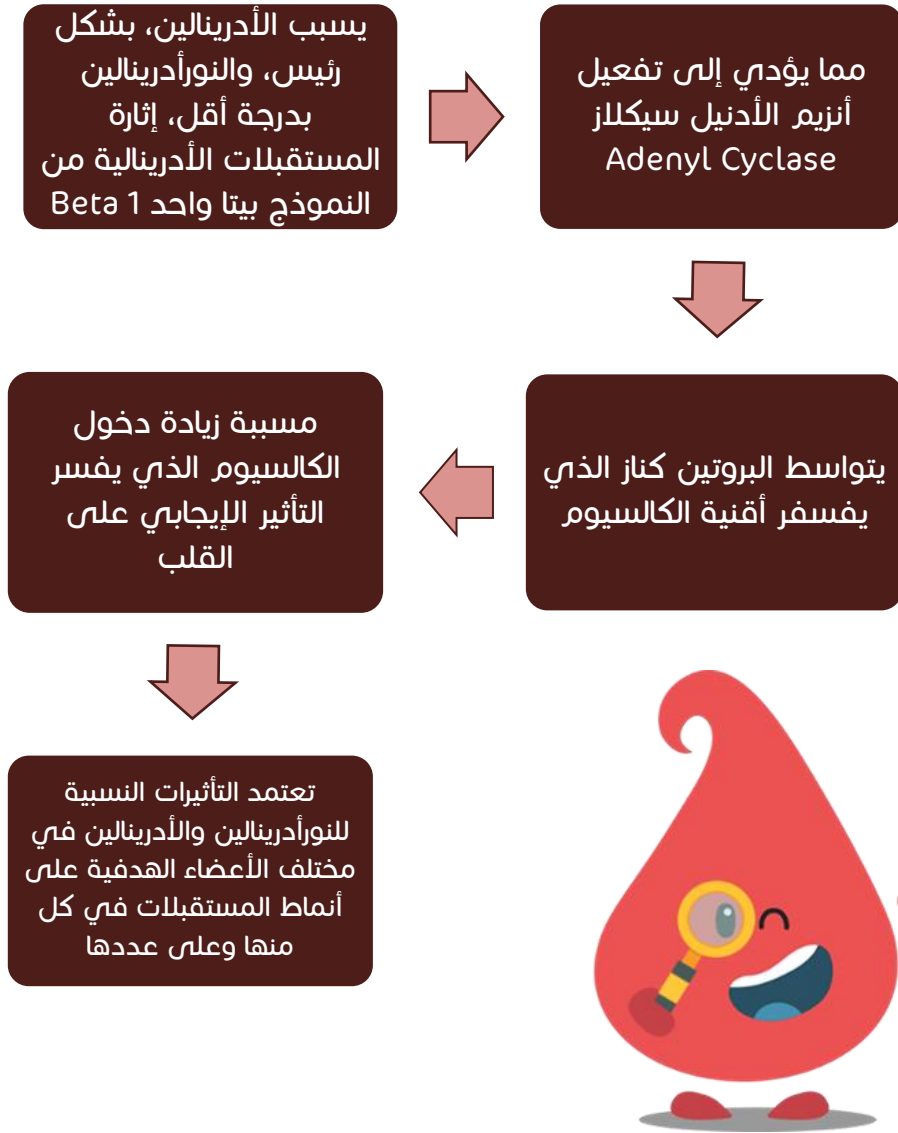 يسبب الأدرينالين، بشكل
رئيس، والنورأدرينالين
بدرجة أقل، إثارة
المستقبلات الأدرينالية من
النموذج بيتا واحد Beta 1
مما يؤدي إلى تفعيل
أنزيم الأدنيل سيكلاز
Adenyl Cyclase
يتواسط البروتين كناز الذي
يفسفر أقنية الكالسيوم
مسببة زيادة دخول
الكالسيوم الذي يفسر
التأثير الإيجابي على
القلب
تعتمد التأثيرات النسبية
للنورأدرينالين والأدرينالين في
مختلف الأعضاء الهدفية على
أنماط المستقبلات في كل
منها وعلى عددها